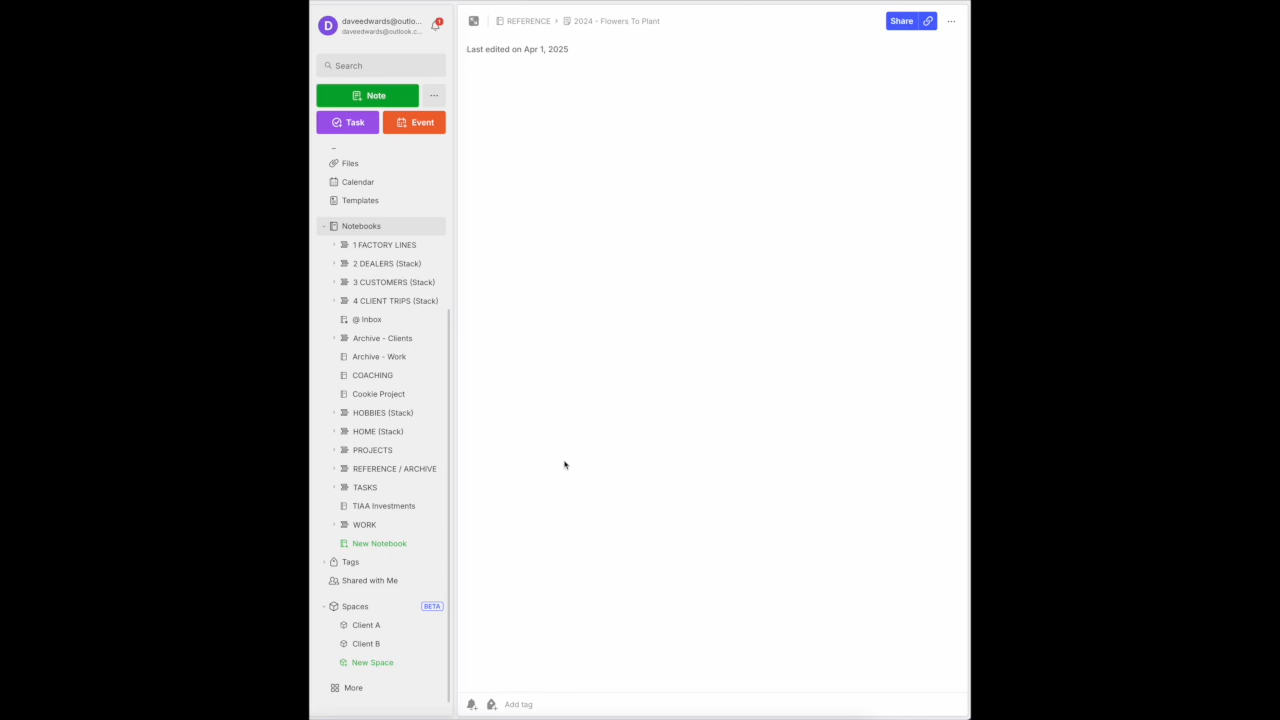 D
daveedwards@outlo...
daveedwards@outlook.c...
1
Search
Note
...
Task
Event
Files
Calendar
Templates
Notebooks
1 FACTORY LINES
2 DEALERS (Stack)
3 CUSTOMERS (Stack)
4 CLIENT TRIPS (Stack)
@ Inbox
Archive - Clients
Archive - Work
COACHING
Cookie Project
HOBBIES (Stack)
HOME (Stack)
PROJECTS
REFERENCE / ARCHIVE
TASKS
TIAA Investments
WORK
New Notebook
Tags
Shared with Me
Spaces BETA
Client A
Client B
New Space
More
REFERENCE > 2024 - Flowers To Plant
Share
...
Last edited on Apr 1, 2025
Add tag